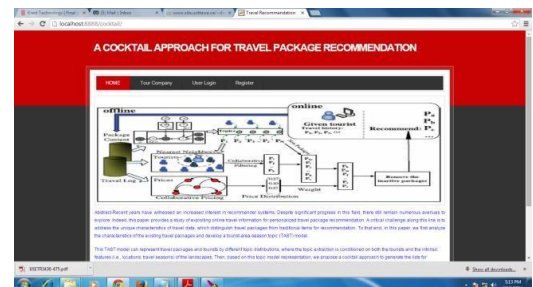 Travel Recommendation
localhost:8888/cocktail/
A COCKTAIL APPROACH FOR TRAVEL PACKAGE RECOMMENDATION
HOME Tour Company User Login Register
offline
online
Package Content
Topics
Given tourist
Travel history:
Recommend:
Nearest Neighbors
Tourists
Collaborative Filtering
Travel Log
Prices
Collaborative Pricing
Price Distribution
Weight
Remove the inactive packages
Abstract-Recent years have witnessed an increased interest in recommender systems. Despite significant progress in this field, there still remain numerous avenues to
explore. Indeed, this paper provides a study of exploiting online travel information for personalized travel package recommendation. A critical challenge along this line is to
address the unique characteristics of travel data, which distinguish travel packages from traditional items for recommendation. To that end, in this paper, we first analyze
the characteristics of the existing travel packages and develop a tourist-area-season topic (TAST) model.
This TAST model can represent travel packages and tourists by different topic distributions, where the topic extraction is conditioned on both the tourists and the intrinsic
features (i.e., locations, travel seasons) of the landscapes. Then, based on this topic model representation, we propose a cocktail approach to generate the lists for
Show all downloads...
5:13 PM